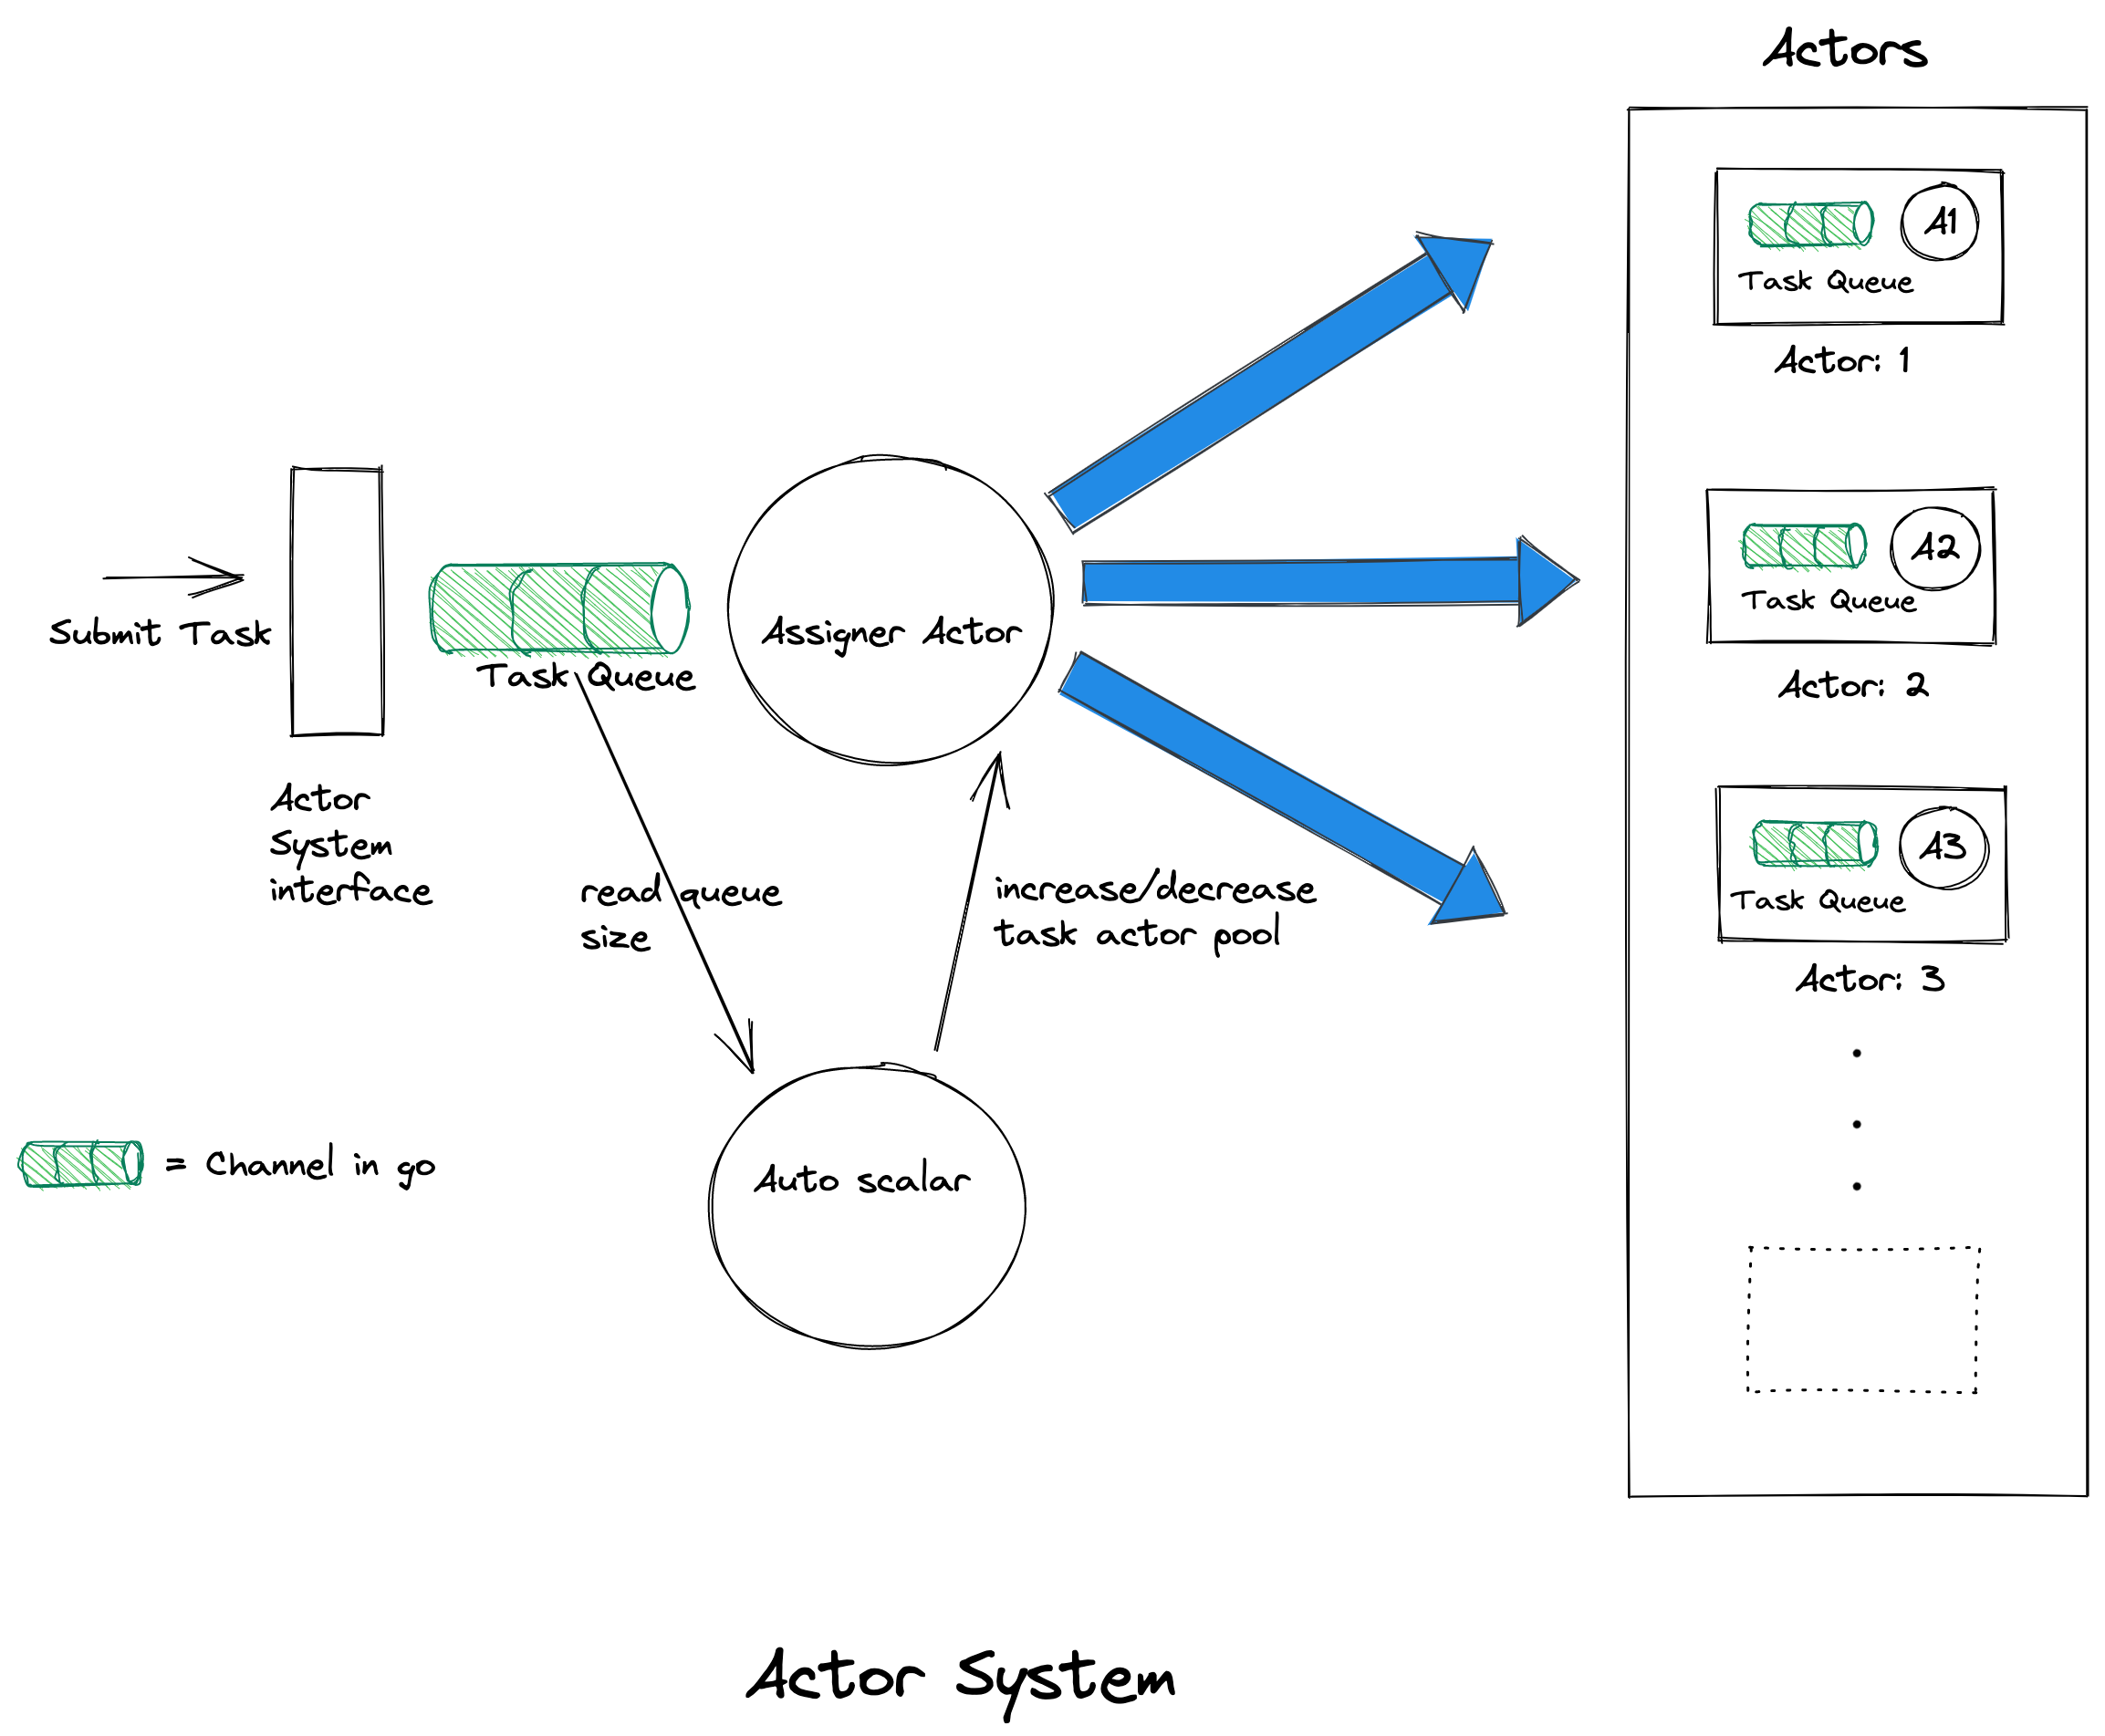 Actors
A1
Task Queue
Actor: 1
Submit Task
Task Queue
Assigner Actor
A2
Task Queue
Actor: 2
Actor
System
interface
read queue
size
increase/decrease
task actor pool
A3
Task Queue
Actor: 3
= Channel in go
Auto scalar
Actor System